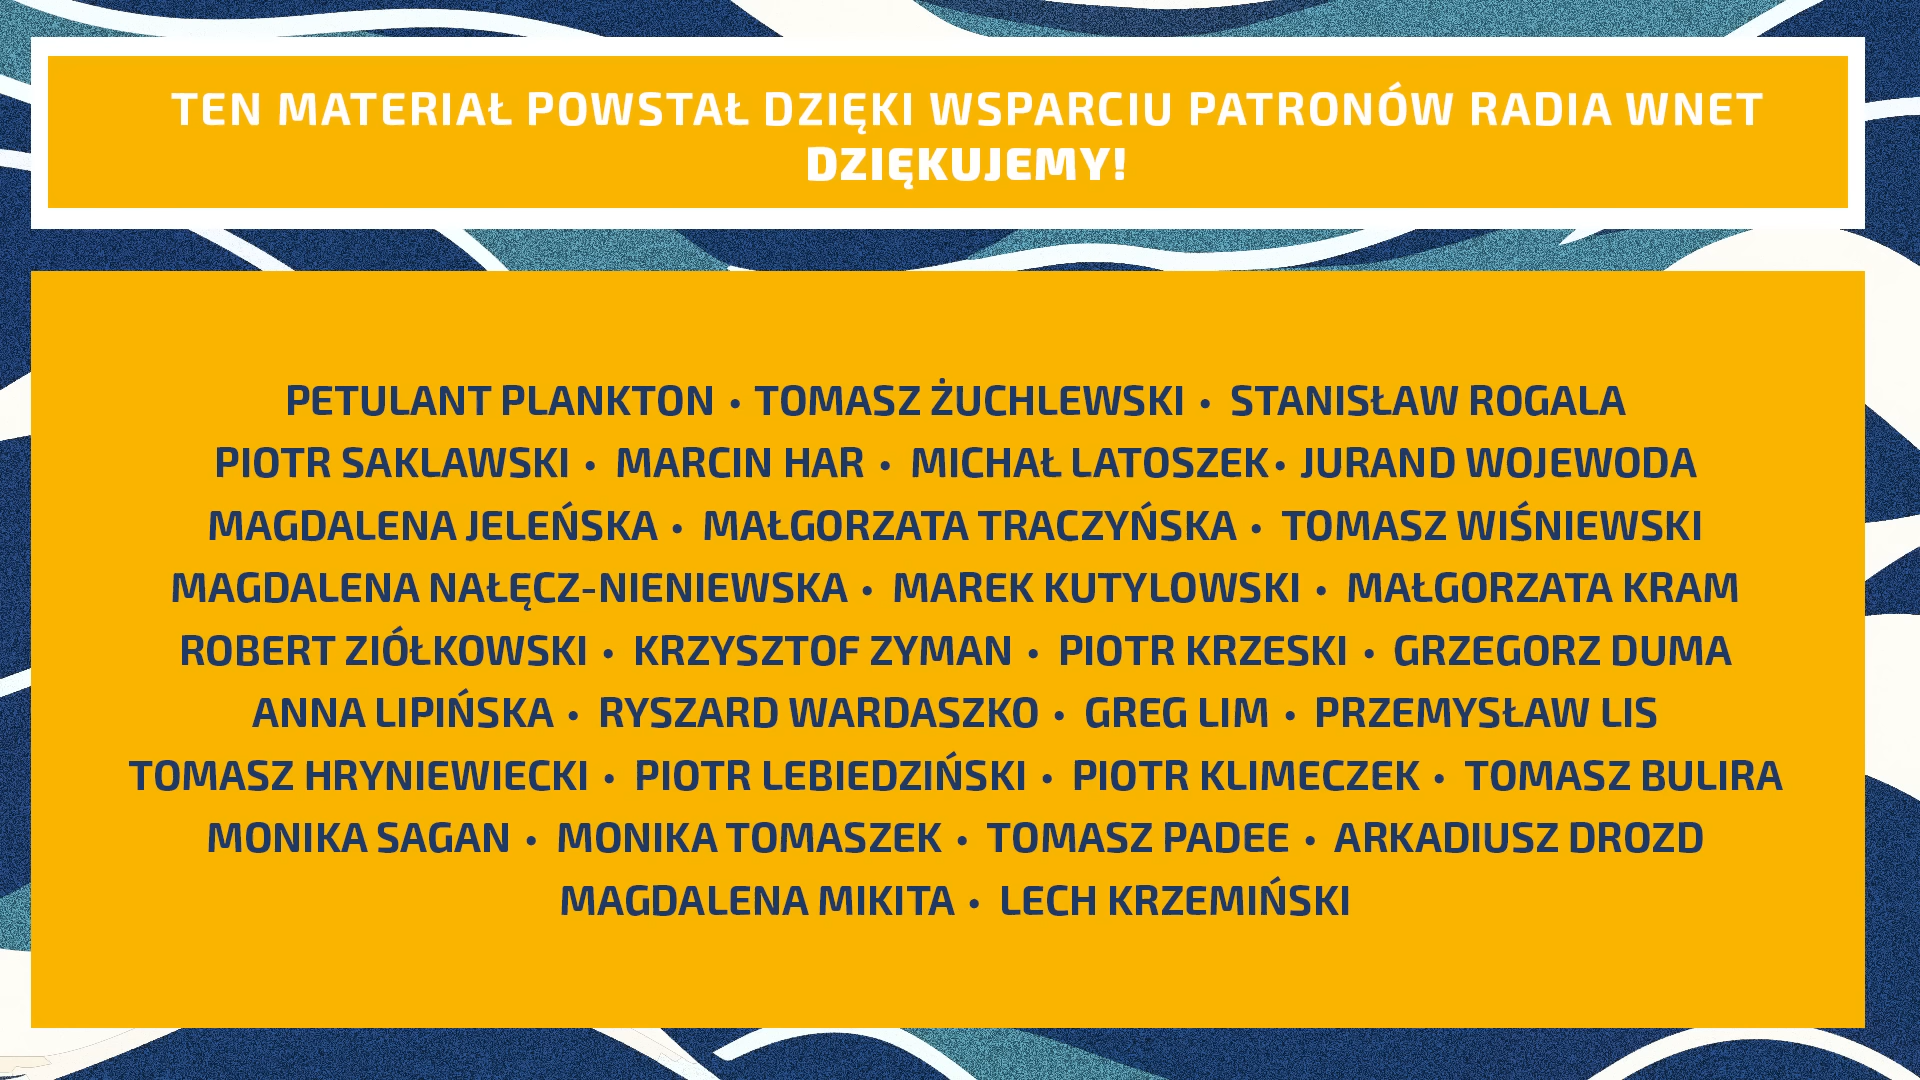 TEN MATERIAŁ POWSTAŁ DZIĘKI WSPARCIU PATRONÓW RADIA WNET
DZIĘKUJEMY!
PETULANT PLANKTON • TOMASZ ŻUCHLEWSKI • STANISŁAW ROGALA
PIOTR SAKLAWSKI • MARCIN HAR • MICHAŁ LATOSZEK • JURAND WOJEWODA
MAGDALENA JELEŃSKA • MAŁGORZATA TRACZYŃSKA • TOMASZ WIŚNIEWSKI
MAGDALENA NAŁĘCZ-NIENIEWSKA • MAREK KUTYLOWSKI • MAŁGORZATA KRAM
ROBERT ZIÓŁKOWSKI • KRZYSZTOF ZYMAN • PIOTR KRZESKI • GRZEGORZ DUMA
ANNA LIPIŃSKA • RYSZARD WARDASZKO • GREG LIM • PRZEMYSŁAW LIS
TOMASZ HRYNIEWIECKI • PIOTR LEBIEDZIŃSKI • PIOTR KLIMECZEK • TOMASZ BULIRA
MONIKA SAGAN • MONIKA TOMASZEK • TOMASZ PADEE • ARKADIUSZ DROZD
MAGDALENA MIKITA • LECH KRZEMIŃSKI